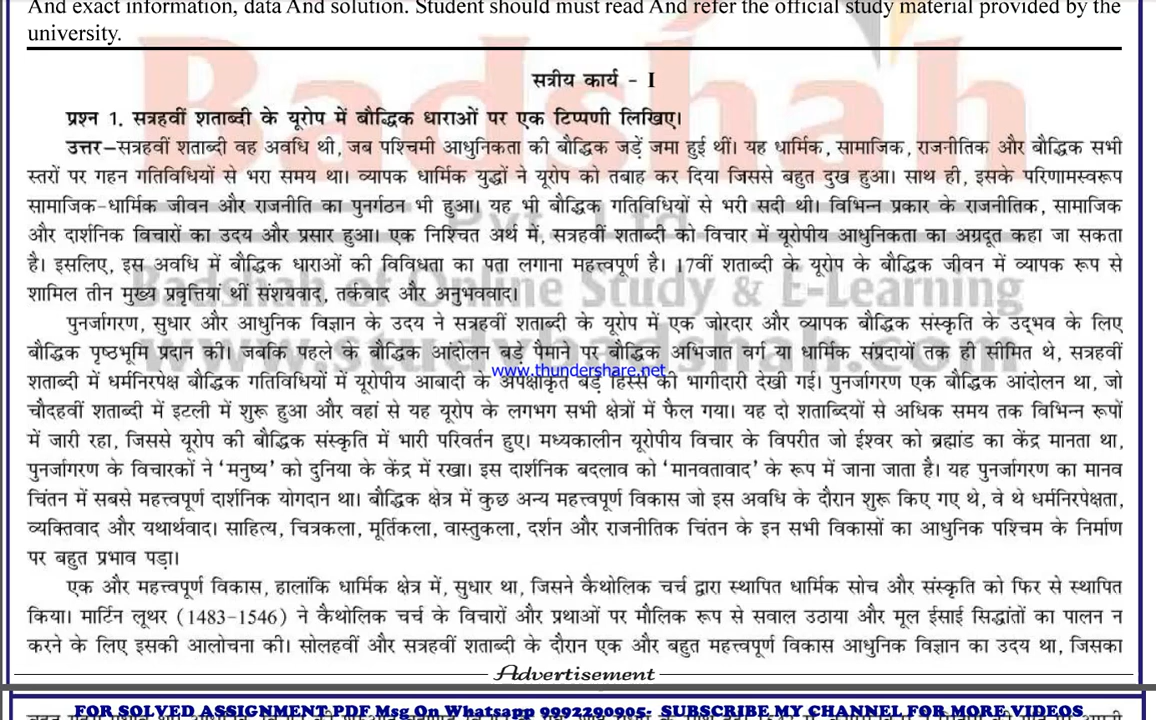 And exact information, data And solution. Student should must read And refer the official study material provided by the
university.
सत्रीय कार्य - I
प्रश्न 1. सत्रहवीं शताब्दी के यूरोप में बौद्धिक धाराओं पर एक टिप्पणी लिखिए।
उत्तर–सत्रहवीं शताब्दी वह अवधि थी, जब पश्चिमी आधुनिकता की बौद्धिक जड़ें जमा हुई थीं। यह धार्मिक, सामाजिक, राजनीतिक और बौद्धिक सभी
स्तरों पर गहन गतिविधियों से भरा समय था। व्यापक धार्मिक युद्धों ने यूरोप को तबाह कर दिया जिससे बहुत दुख हुआ। साथ ही, इसके परिणामस्वरूप
सामाजिक-धार्मिक जीवन और राजनीति का पुनर्गठन भी हुआ। यह भी बौद्धिक गतिविधियों से भरी सदी थी। विभिन्न प्रकार के राजनीतिक, सामाजिक
और दार्शनिक विचारों का उदय और प्रसार हुआ। एक निश्चित अर्थ में, सत्रहवीं शताब्दी को विचार में यूरोपीय आधुनिकता का अग्रदूत कहा जा सकता
है। इसलिए, इस अवधि में बौद्धिक धाराओं की विविधता का पता लगाना महत्त्वपूर्ण है। 17वीं शताब्दी के यूरोप के बौद्धिक जीवन में व्यापक रूप से
शामिल तीन मुख्य प्रवृत्तियां थीं संशयवाद, तर्कवाद और अनुभववाद।
पुनर्जागरण, सुधार और आधुनिक विज्ञान के उदय ने सत्रहवीं शताब्दी के यूरोप में एक जोरदार और व्यापक बौद्धिक संस्कृति के उद्भव के लिए
बौद्धिक पृष्ठभूमि प्रदान की। जबकि पहले के बौद्धिक आंदोलन बड़े पैमाने पर बौद्धिक अभिजात वर्ग या धार्मिक संप्रदायों तक ही सीमित थे, सत्रहवीं
www.thundershare.net
शताब्दी में धर्मनिरपेक्ष बौद्धिक गतिविधियों में यूरोपीय आबादी के अपेक्षाकृत बड़े हिस्से की भागीदारी देखी गई। पुनर्जागरण एक बौद्धिक आंदोलन था, जो
चौदहवीं शताब्दी में इटली में शुरू हुआ और वहां से यह यूरोप के लगभग सभी क्षेत्रों में फैल गया। यह दो शताब्दियों से अधिक समय तक विभिन्न रूपों
में जारी रहा, जिससे यूरोप की बौद्धिक संस्कृति में भारी परिवर्तन हुए। मध्यकालीन यूरोपीय विचार के विपरीत जो ईश्वर को ब्रह्मांड का केंद्र मानता था,
पुनर्जागरण के विचारकों ने 'मनुष्य' को दुनिया के केंद्र में रखा। इस दार्शनिक बदलाव को 'मानवतावाद' के रूप में जाना जाता है। यह पुनर्जागरण का मानव
चिंतन में सबसे महत्त्वपूर्ण दार्शनिक योगदान था। बौद्धिक क्षेत्र में कुछ अन्य महत्त्वपूर्ण विकास जो इस अवधि के दौरान शुरू किए गए थे, वे थे धर्मनिरपेक्षता,
व्यक्तिवाद और यथार्थवाद। साहित्य, चित्रकला, मूर्तिकला, वास्तुकला, दर्शन और राजनीतिक चिंतन के इन सभी विकासों का आधुनिक पश्चिम के निर्माण
पर बहुत प्रभाव पड़ा।
एक और महत्त्वपूर्ण विकास, हालांकि धार्मिक क्षेत्र में, सुधार था, जिसने कैथोलिक चर्च द्वारा स्थापित धार्मिक सोच और संस्कृति को फिर से स्थापित
किया। मार्टिन लूथर (1483-1546) ने कैथोलिक चर्च के विचारों और प्रथाओं पर मौलिक रूप से सवाल उठाया और मूल ईसाई सिद्धांतों का पालन न
करने के लिए इसकी आलोचना की। सोलहवीं और सत्रहवीं शताब्दी के दौरान एक और बहुत महत्त्वपूर्ण विकास आधुनिक विज्ञान का उदय था, जिसका
Advertisement
FOR SOLVED ASSIGNMENT PDF Msg On Whatsapp 9992290905- SUBSCRIBE MY CHANNEL FOR MORE VIDEOS
Badshah
Pvt. Ltd.
Badshah of Online Study & E-Learning
www.studybadshah.com